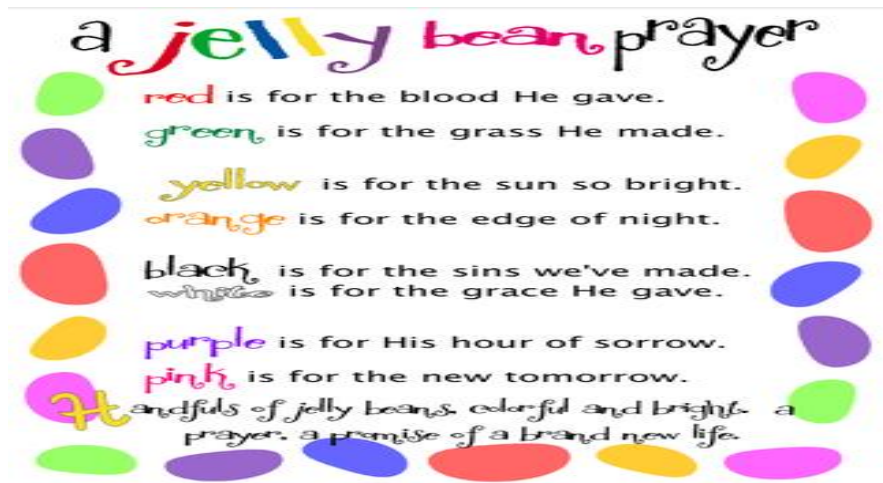 a jelly bean prayer
red is for the blood He gave.
green is for the grass He made.
yellow is for the sun so bright.
orange is for the edge of night.
black is for the sins we've made.
white is for the grace He gave.
purple is for His hour of sorrow.
pink is for the new tomorrow.
Handfuls of jelly beans, colorful and bright, a
prayer, a promise of a brand new life.